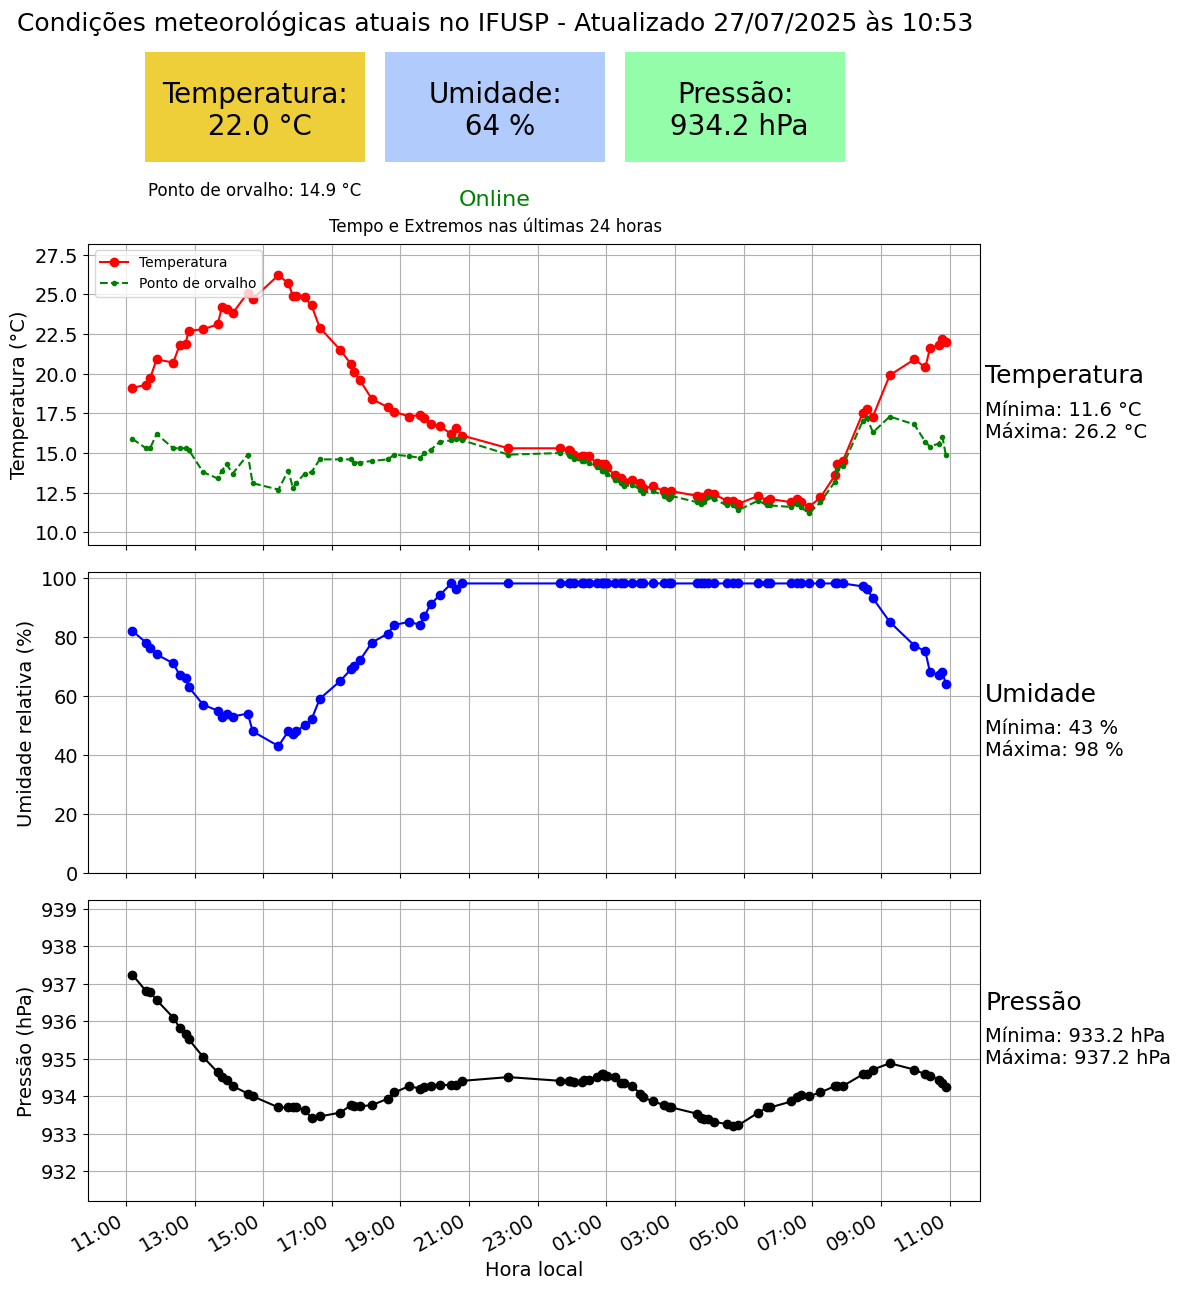 Condições meteorológicas atuais no IFUSP - Atualizado 27/07/2025 às 10:53
Temperatura:
22.0 °C
Umidade:
64 %
Pressão:
934.2 hPa
Ponto de orvalho: 14.9 °C
Online
Tempo e Extremos nas últimas 24 horas
Temperatura (°C)
27.5
25.0
22.5
20.0
17.5
15.0
12.5
10.0
Temperatura
Ponto de orvalho
Temperatura
Mínima: 11.6 °C
Máxima: 26.2 °C
Umidade relativa (%)
100
80
60
40
20
0
Umidade
Mínima: 43 %
Máxima: 98 %
Pressão (hPa)
939
938
937
936
935
934
933
932
Pressão
Mínima: 933.2 hPa
Máxima: 937.2 hPa
11:00 13:00 15:00 17:00 19:00 21:00 23:00 01:00 03:00 05:00 07:00 09:00 11:00
Hora local